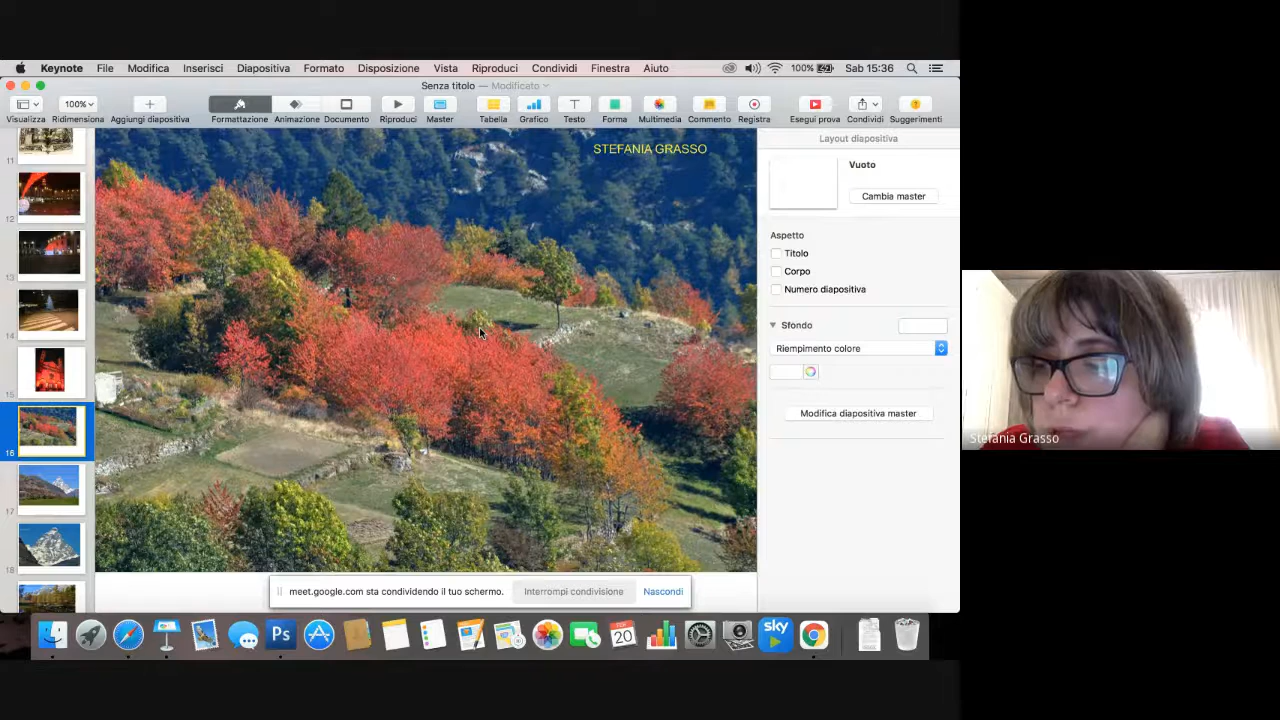 Keynote File Modifica Inserisci Diapositiva Formato Disposizione Vista Riproduci Condividi Finestra Aiuto 100% Sab 15:36
Senza titolo — Modificato
100%
Visualizza Ridimensiona Aggiungi diapositiva Formattazione Animazione Documento Riproduci Master Tabella Grafico Testo Forma Multimedia Commento Registra Esegui prova Condividi Suggerimenti
Layout diapositiva
STEFANIA GRASSO
Vuoto
Cambia master
Aspetto
Titolo
Corpo
Numero diapositiva
Sfondo
Riempimento colore
Modifica diapositiva master
11
12
13
14
15
16
17
18
Stefania Grasso
meet.google.com sta condividendo il tuo schermo. Interrompi condivisione Nascondi
Ps
GIU
20
sky